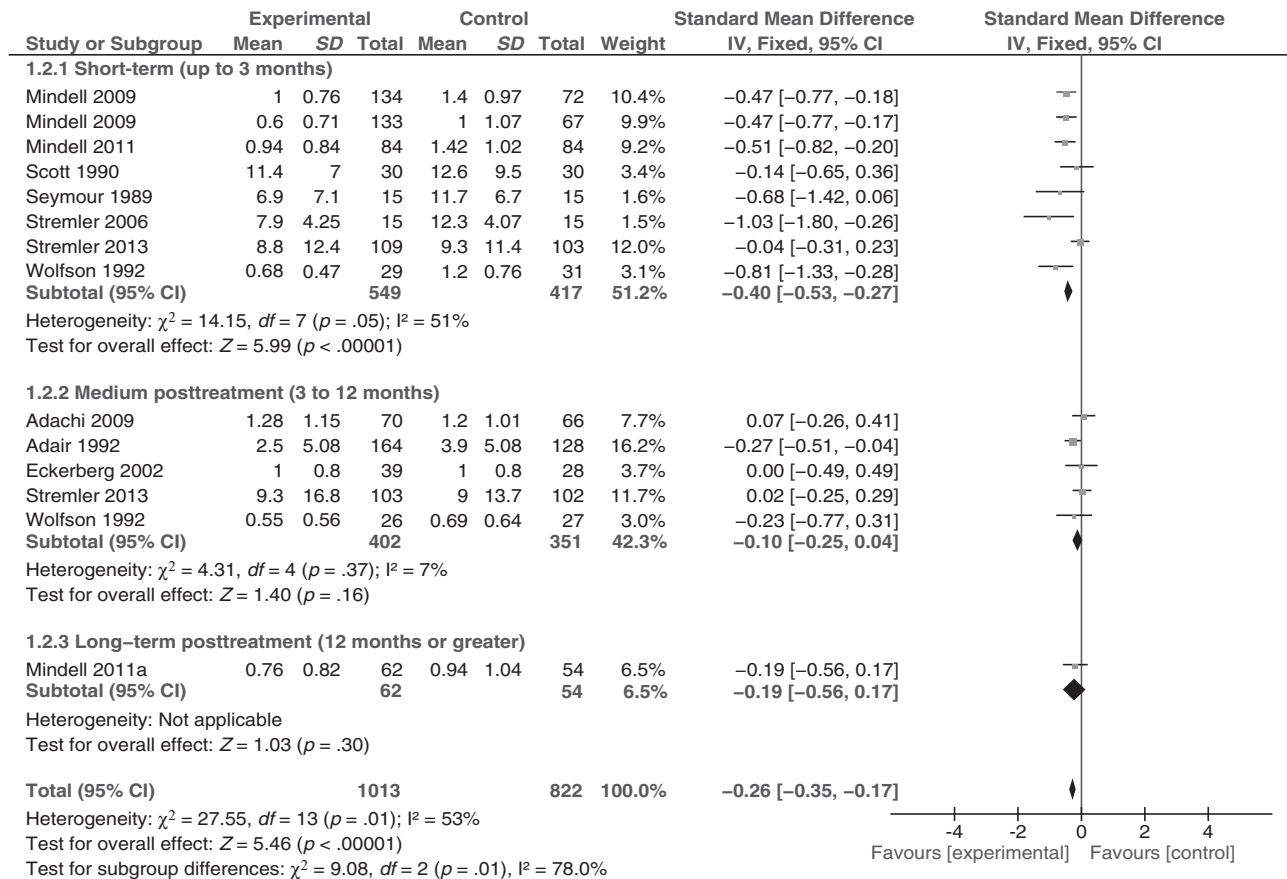 Experimental Control Standard Mean Difference Standard Mean Difference
Study or Subgroup Mean SD Total Mean SD Total Weight IV, Fixed, 95% CI IV, Fixed, 95% CI
1.2.1 Short-term (up to 3 months)
Mindell 2009 1 0.76 134 1.4 0.97 72 10.4% −0.47 [−0.77, −0.18]
Mindell 2009 0.6 0.71 133 1 1.07 67 9.9% −0.47 [−0.77, −0.17]
Mindell 2011 0.94 0.84 84 1.42 1.02 84 9.2% −0.51 [−0.82, −0.20]
Scott 1990 11.4 7 30 12.6 9.5 30 3.4% −0.14 [−0.65, 0.36]
Seymour 1989 6.9 7.1 15 11.7 6.7 15 1.6% −0.68 [−1.42, 0.06]
Stremler 2006 7.9 4.25 15 12.3 4.07 15 1.5% −1.03 [−1.80, −0.26]
Stremler 2013 8.8 12.4 109 9.3 11.4 103 12.0% −0.04 [−0.31, 0.23]
Wolfson 1992 0.68 0.47 29 1.2 0.76 31 3.1% −0.81 [−1.33, −0.28]
Subtotal (95% CI) 549 417 51.2% −0.40 [−0.53, −0.27]
Heterogeneity: χ² = 14.15, df = 7 (p = .05); I² = 51%
Test for overall effect: Z = 5.99 (p < .00001)
1.2.2 Medium posttreatment (3 to 12 months)
Adachi 2009 1.28 1.15 70 1.2 1.01 66 7.7% 0.07 [−0.26, 0.41]
Adair 1992 2.5 5.08 164 3.9 5.08 128 16.2% −0.27 [−0.51, −0.04]
Eckerberg 2002 1 0.8 39 1 0.8 28 3.7% 0.00 [−0.49, 0.49]
Stremler 2013 9.3 16.8 103 9 13.7 102 11.7% 0.02 [−0.25, 0.29]
Wolfson 1992 0.55 0.56 26 0.69 0.64 27 3.0% −0.23 [−0.77, 0.31]
Subtotal (95% CI) 402 351 42.3% −0.10 [−0.25, 0.04]
Heterogeneity: χ² = 4.31, df = 4 (p = .37); I² = 7%
Test for overall effect: Z = 1.40 (p = .16)
1.2.3 Long−term posttreatment (12 months or greater)
Mindell 2011a 0.76 0.82 62 0.94 1.04 54 6.5% −0.19 [−0.56, 0.17]
Subtotal (95% CI) 62 54 6.5% −0.19 [−0.56, 0.17]
Heterogeneity: Not applicable
Test for overall effect: Z = 1.03 (p = .30)
Total (95% CI) 1013 822 100.0% −0.26 [−0.35, −0.17]
Heterogeneity: χ² = 27.55, df = 13 (p = .01); I² = 53%
Test for overall effect: Z = 5.46 (p < .00001)
Test for subgroup differences: χ² = 9.08, df = 2 (p = .01), I² = 78.0%
-4 -2 0 2 4
Favours [experimental] Favours [control]